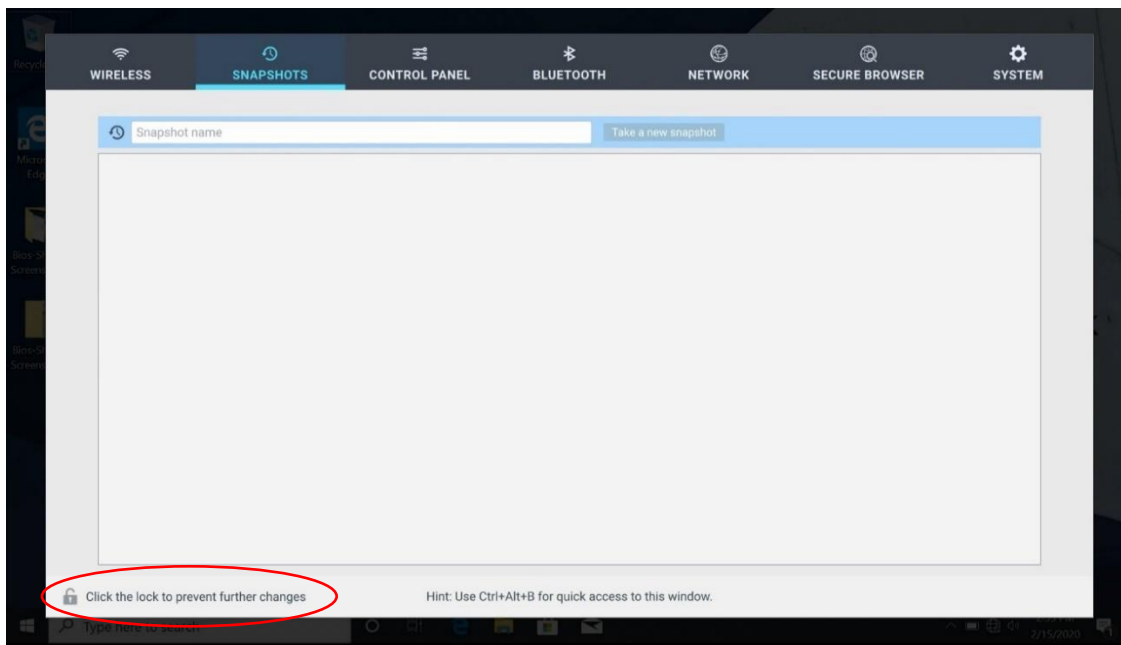 WIRELESS
SNAPSHOTS
CONTROL PANEL
BLUETOOTH
NETWORK
SECURE BROWSER
SYSTEM
Snapshot name
Take a new snapshot
Click the lock to prevent further changes
Hint: Use Ctrl+Alt+B for quick access to this window.
Type here to search
2/15/2020